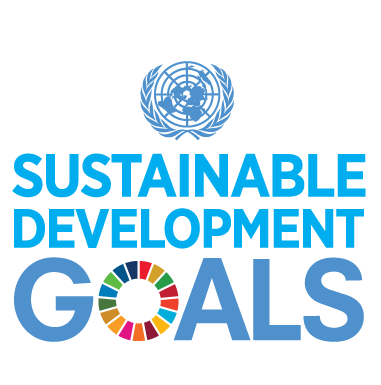 SUSTAINABLE
DEVELOPMENT
GOALS